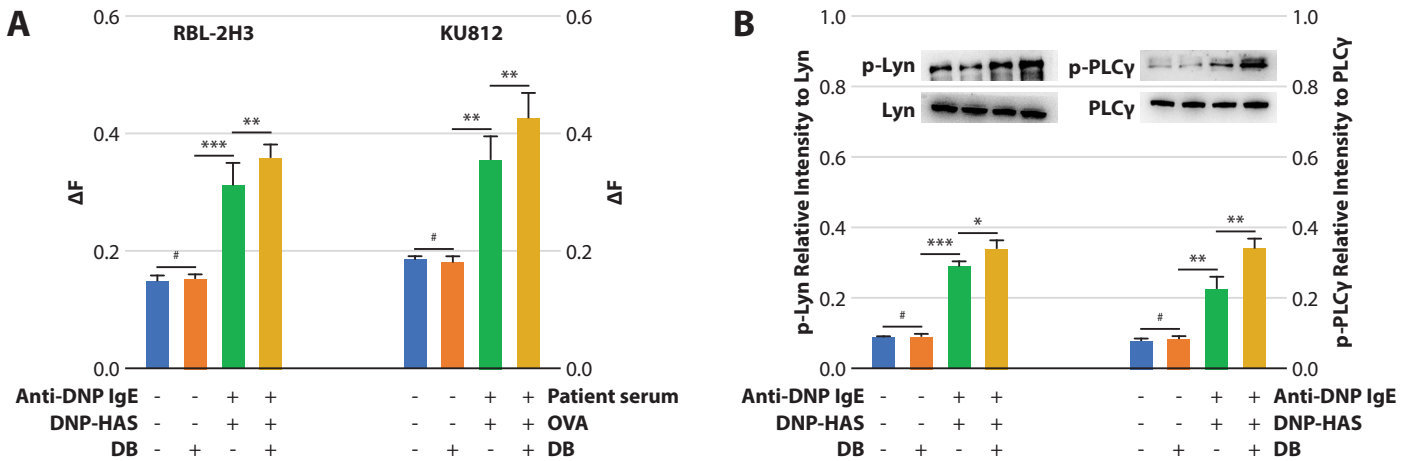 A
RBL-2H3
KU812
0.6
0.4
0.2
0.0
ΔF
0.6
0.4
0.2
0.0
ΔF
#
***
**
#
**
**
Anti-DNP IgE - - + + - - + + Patient serum
DNP-HAS - - + + - - + + OVA
DB - + - + - + - + DB
B
1.0
0.8
0.6
0.4
0.2
0.0
p-Lyn Relative Intensity to Lyn
p-Lyn
Lyn
p-PLCγ
PLCγ
1.0
0.8
0.6
0.4
0.2
0.0
p-PLCγ Relative Intensity to PLCγ
#
***
*
#
**
**
Anti-DNP IgE - - + + - - + + Anti-DNP IgE
DNP-HAS - - + + - - + + DNP-HAS
DB - + - + - + - + DB